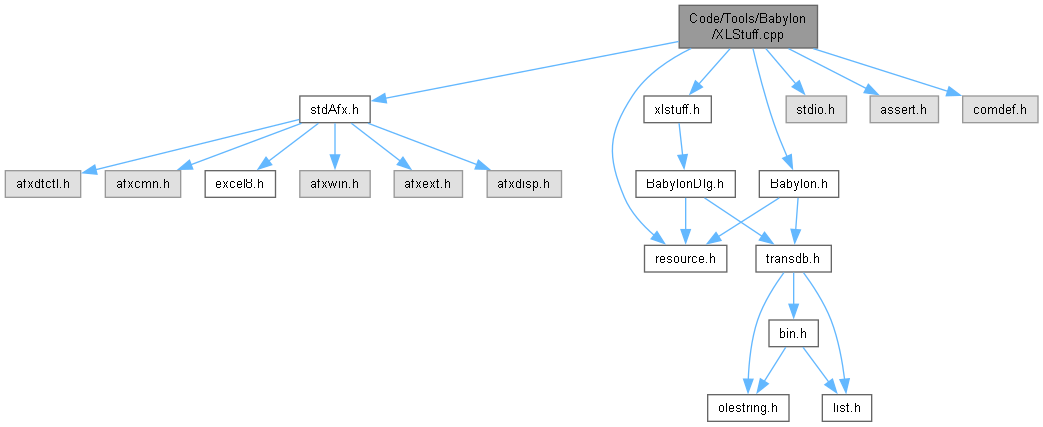 Code/Tools/Babylon
/XLStuff.cpp
stdAfx.h
xlstuff.h
stdio.h
assert.h
comdef.h
afxdtctl.h
afxcmn.h
excel8.h
afxwin.h
afxext.h
afxdisp.h
BabylonDlg.h
Babylon.h
resource.h
transdb.h
bin.h
olestring.h
list.h